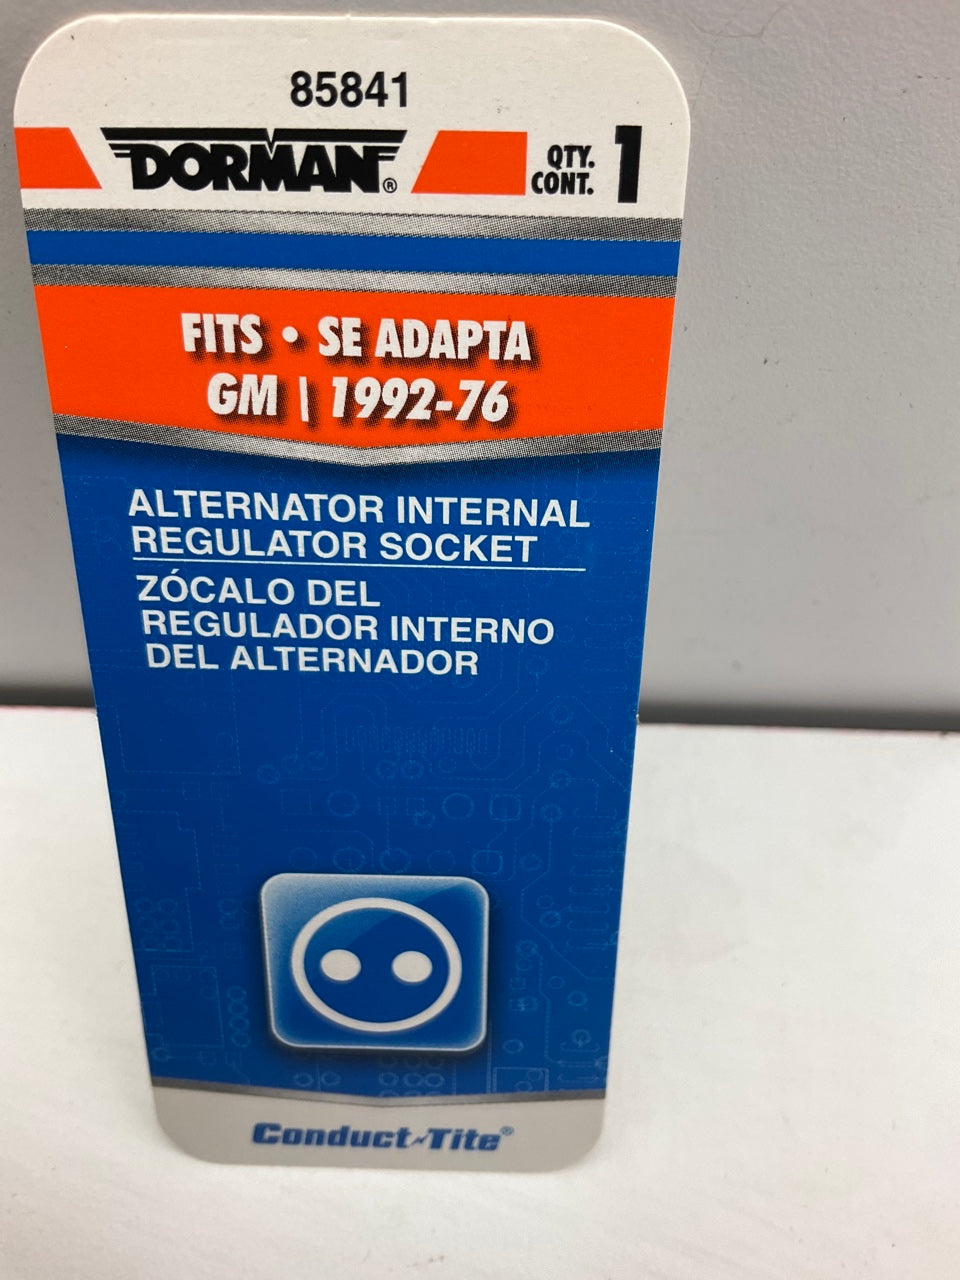 85841
DORMAN®
QTY.
CONT. 1
FITS • SE ADAPTA
GM | 1992-76
ALTERNATOR INTERNAL
REGULATOR SOCKET
ZÓCALO DEL
REGULADOR INTERNO
DEL ALTERNADOR
Conduct-Tite®